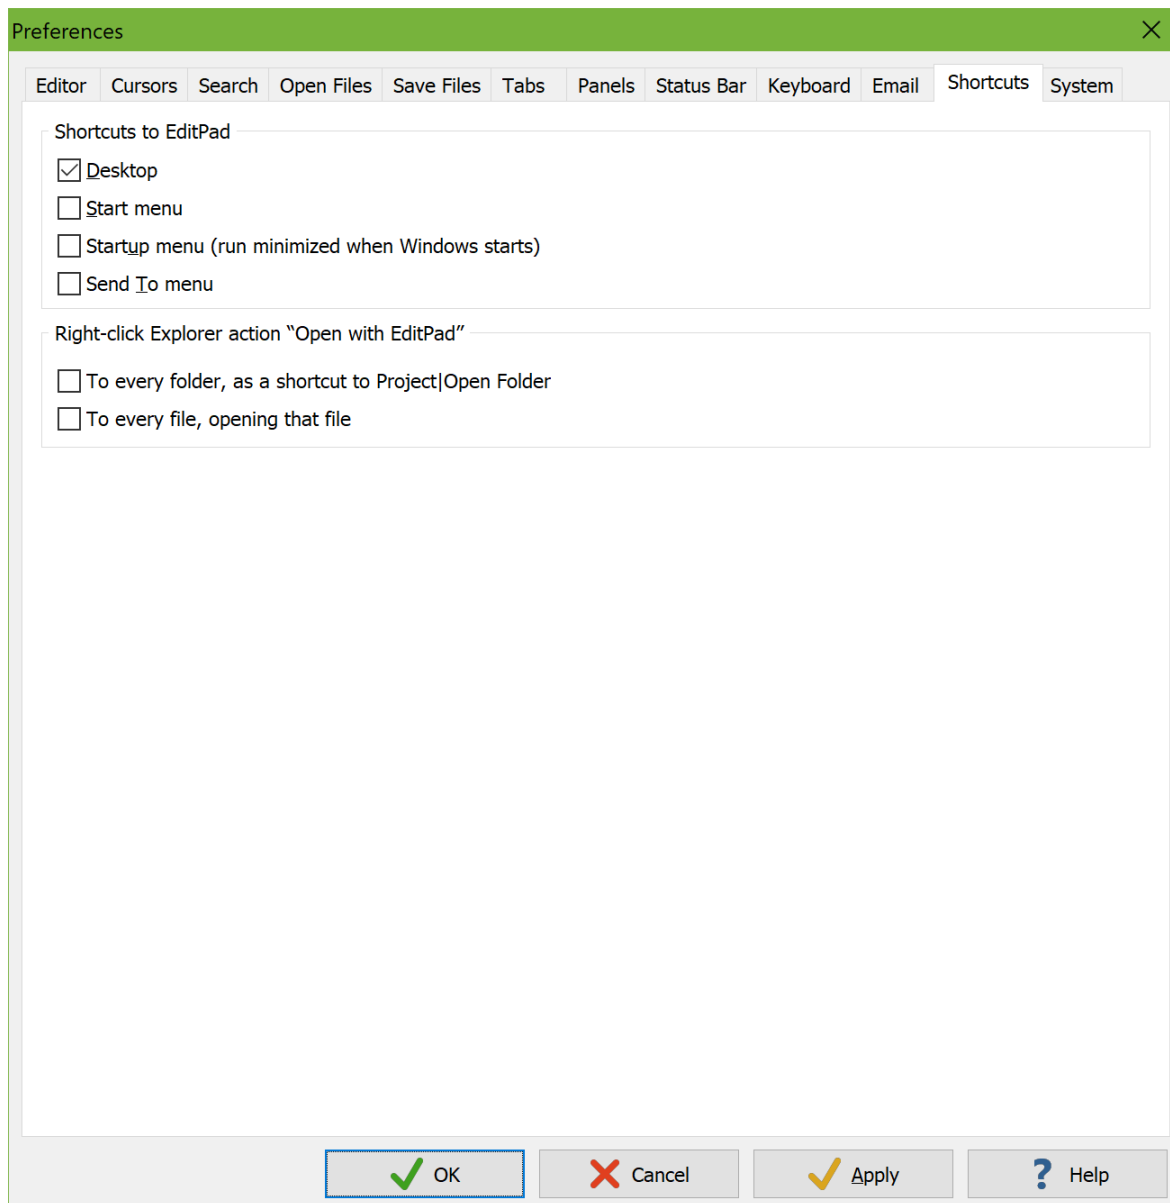 Preferences
Editor Cursors Search Open Files Save Files Tabs Panels Status Bar Keyboard Email Shortcuts System
Shortcuts to EditPad
Desktop
Start menu
Startup menu (run minimized when Windows starts)
Send To menu
Right-click Explorer action “Open with EditPad”
To every folder, as a shortcut to Project|Open Folder
To every file, opening that file
OK Cancel Apply ? Help